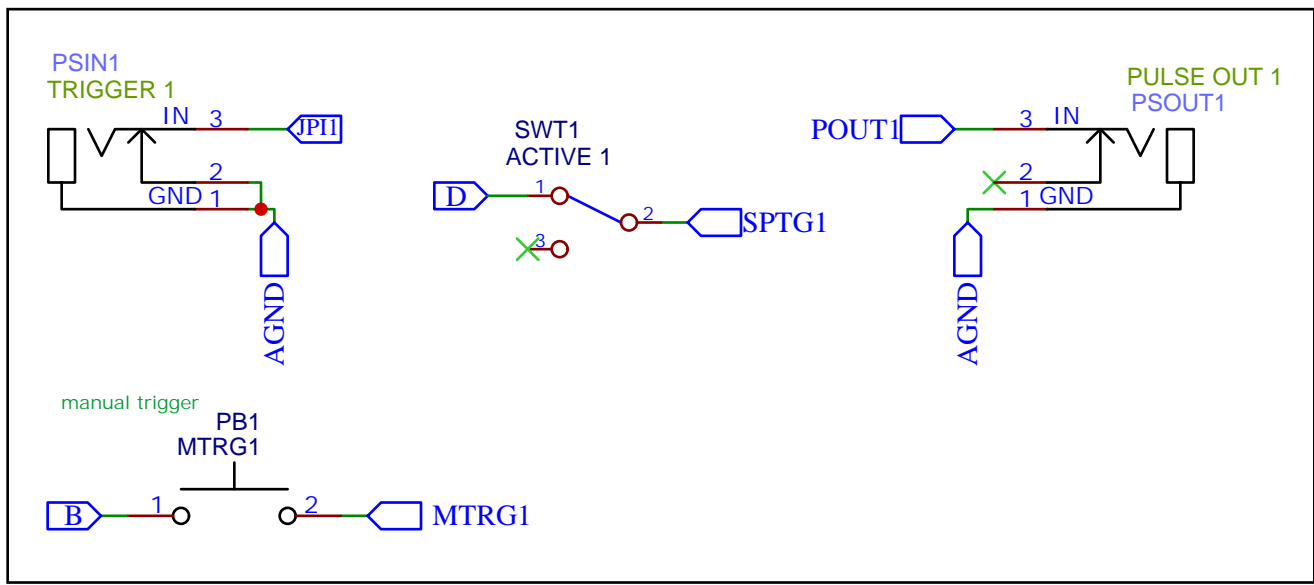 PSIN1
TRIGGER 1
IN 3
JPI1
2
GND 1
AGND
SWT1
ACTIVE 1
D
1
2
SPTG1
3
PULSE OUT 1
PSOUT1
POUT1
3 IN
2
1 GND
AGND
manual trigger
PB1
MTRG1
B
1
2
MTRG1